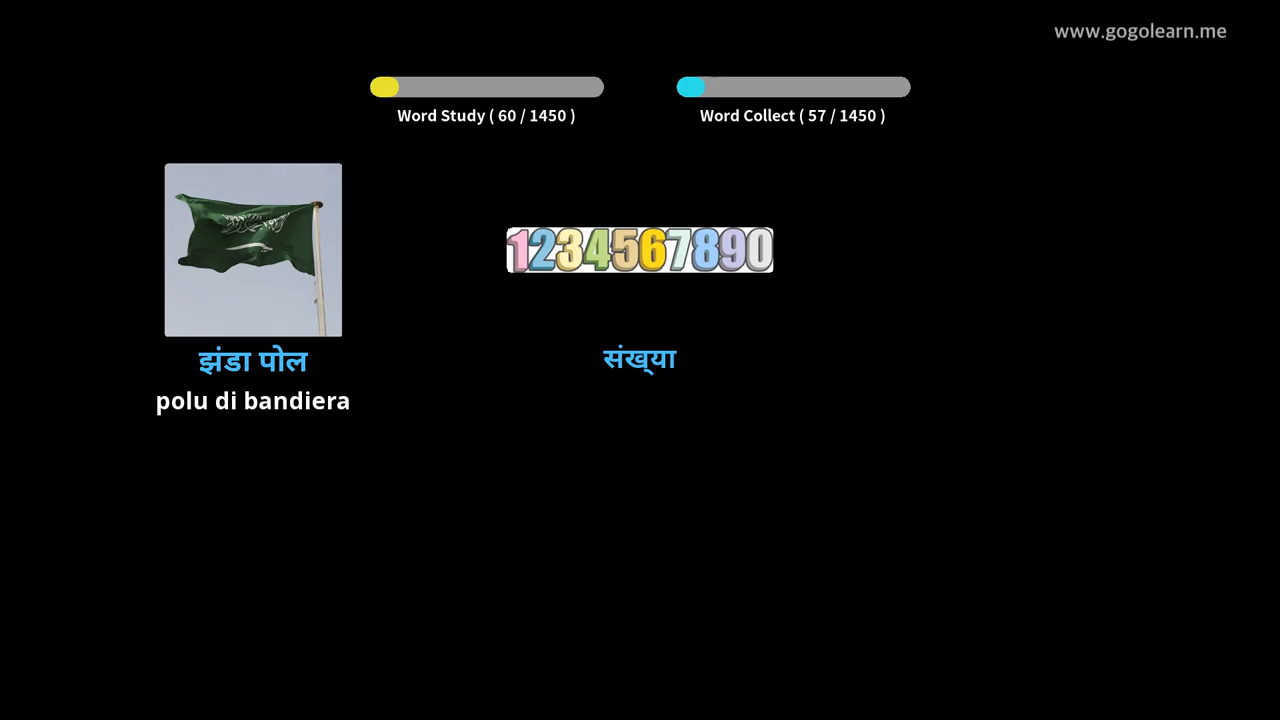 www.gogolearn.me
Word Study ( 60 / 1450 )
Word Collect ( 57 / 1450 )
1234567890
झंडा पोल
संख्या
polu di bandiera